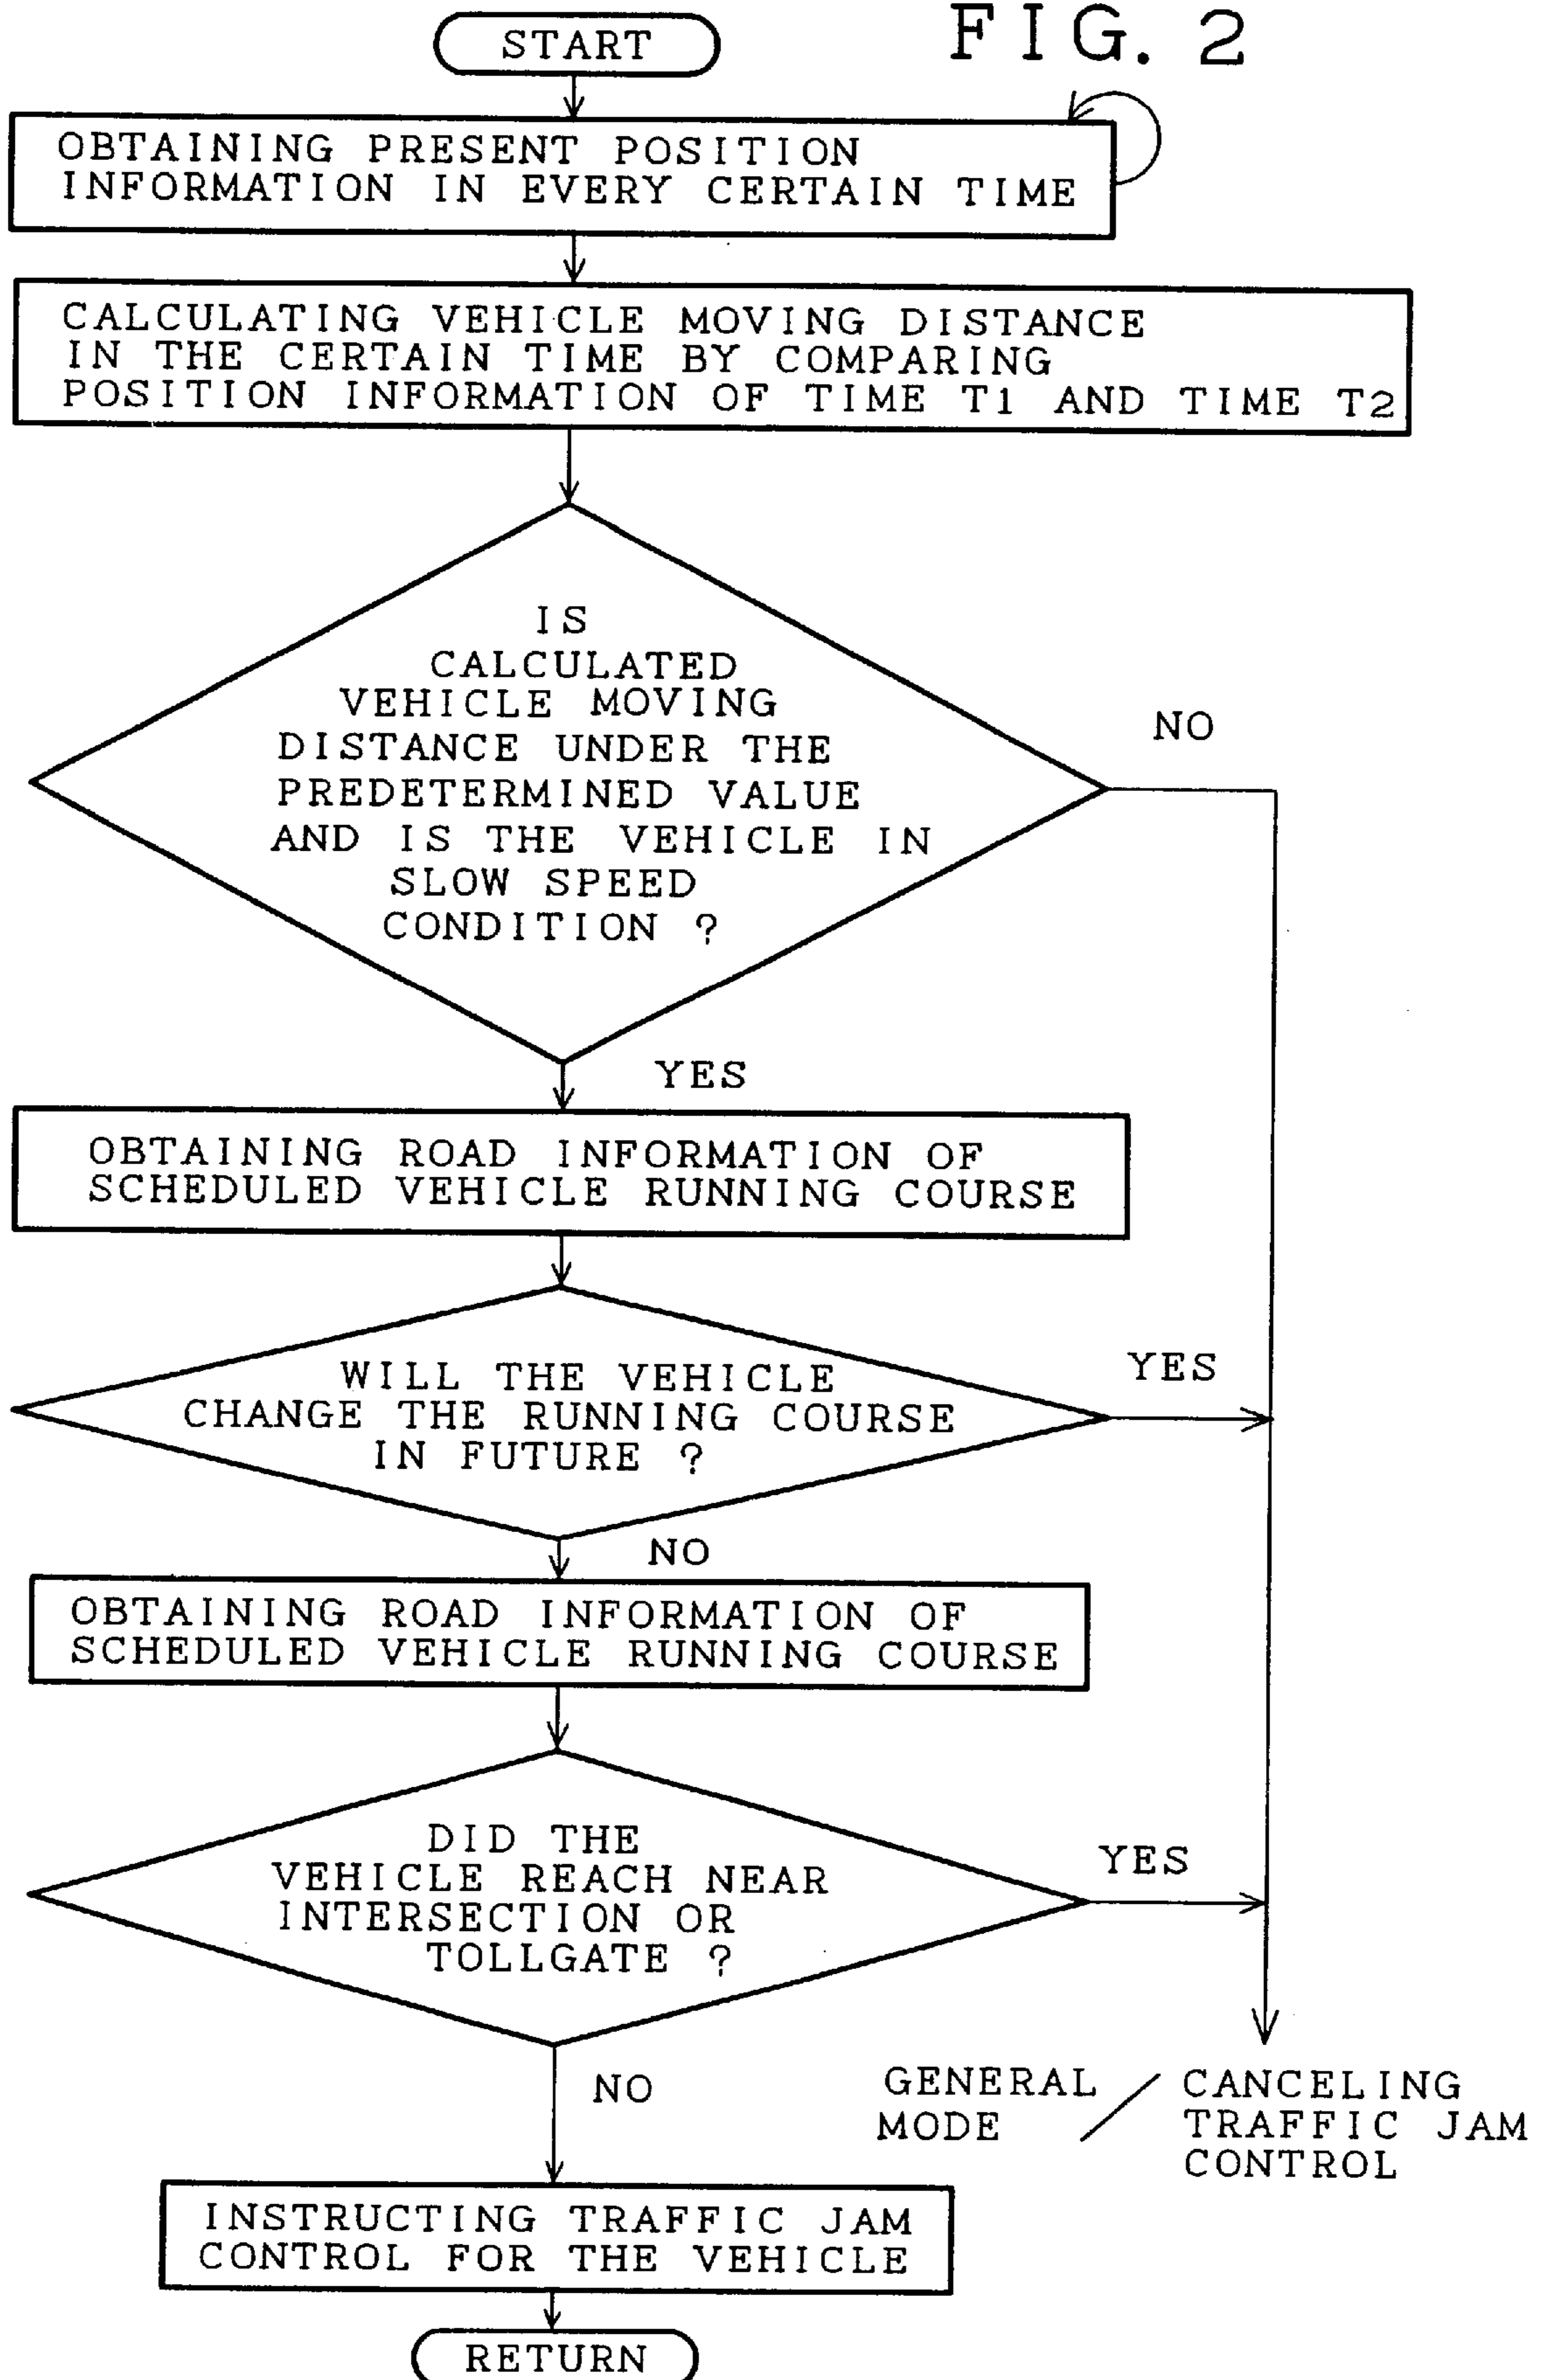 FIG. 2
START
OBTAINING PRESENT POSITION
INFORMATION IN EVERY CERTAIN TIME
CALCULATING VEHICLE MOVING DISTANCE
IN THE CERTAIN TIME BY COMPARING
POSITION INFORMATION OF TIME T1 AND TIME T2
IS
CALCULATED
VEHICLE MOVING
DISTANCE UNDER THE
PREDETERMINED VALUE
AND IS THE VEHICLE IN
SLOW SPEED
CONDITION ?
NO
YES
OBTAINING ROAD INFORMATION OF
SCHEDULED VEHICLE RUNNING COURSE
WILL THE VEHICLE
CHANGE THE RUNNING COURSE
IN FUTURE ?
YES
NO
OBTAINING ROAD INFORMATION OF
SCHEDULED VEHICLE RUNNING COURSE
DID THE
VEHICLE REACH NEAR
INTERSECTION OR
TOLLGATE ?
YES
NO
GENERAL
MODE
CANCELING
TRAFFIC JAM
CONTROL
INSTRUCTING TRAFFIC JAM
CONTROL FOR THE VEHICLE
RETURN